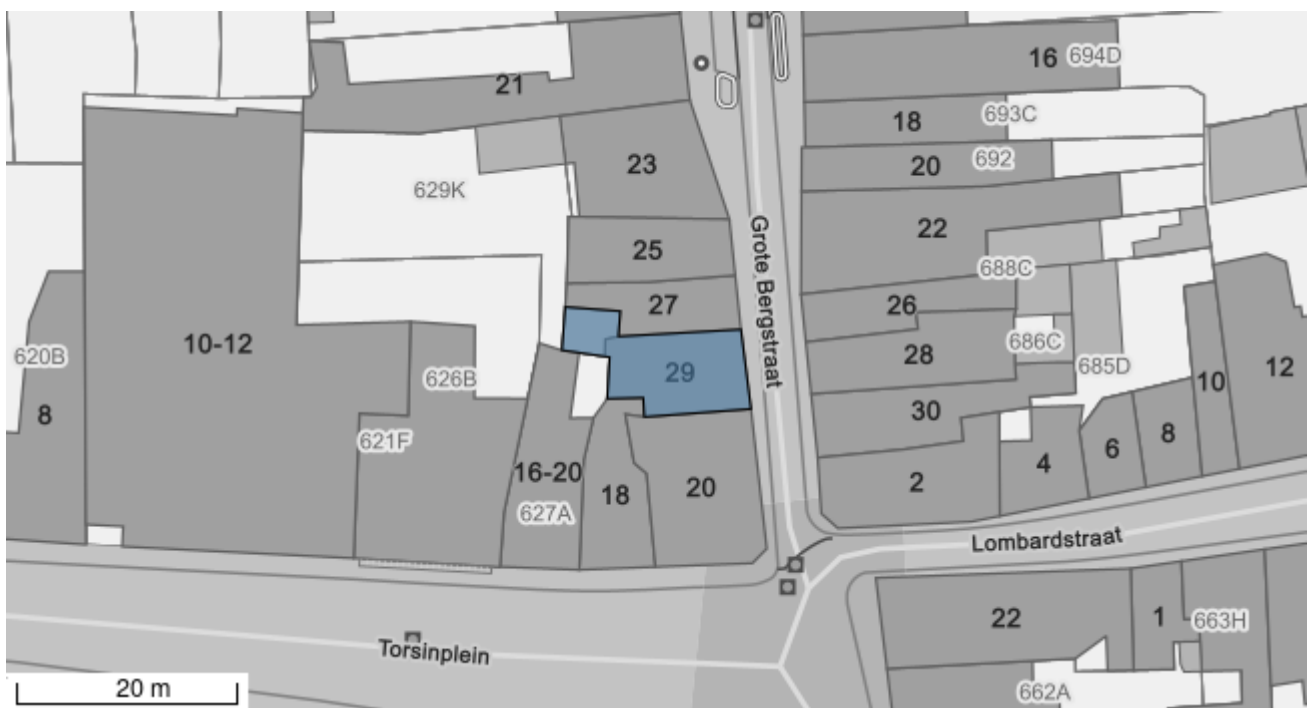 16
694D
21
693C
18
20
692
23
629K
22
Grote Bergstraat
25
688C
27
26
10-12
620B
28
686C
29
626B
685D
10
12
8
30
621F
6
8
4
16-20
2
18
20
627A
Lombardstraat
22
1
663H
Torsinplein
662A
20 m